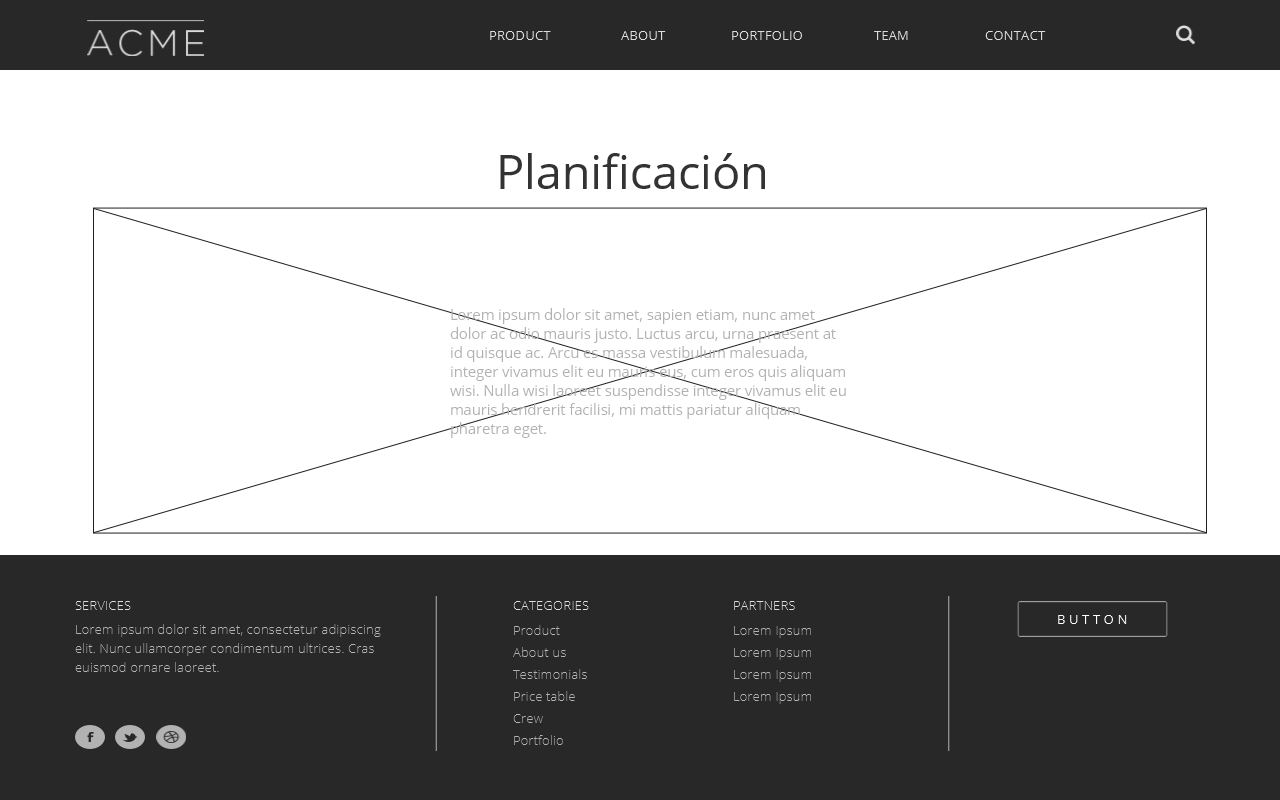 ACME
PRODUCT
ABOUT
PORTFOLIO
TEAM
CONTACT
Planificación
Lorem ipsum dolor sit amet, sapien etiam, nunc amet
dolor ac odio mauris justo. Luctus arcu, urna praesent at
id quisque ac. Arcu es massa vestibulum malesuada,
integer vivamus elit eu mauris eus, cum eros quis aliquam
wisi. Nulla wisi laoreet suspendisse integer vivamus elit eu
mauris hendrerit facilisi, mi mattis pariatur aliquam
pharetra eget.
SERVICES
Lorem ipsum dolor sit amet, consectetur adipiscing
elit. Nunc ullamcorper condimentum ultrices. Cras
euismod ornare laoreet.
CATEGORIES
Product
About us
Testimonials
Price table
Crew
Portfolio
PARTNERS
Lorem Ipsum
Lorem Ipsum
Lorem Ipsum
Lorem Ipsum
BUTTON